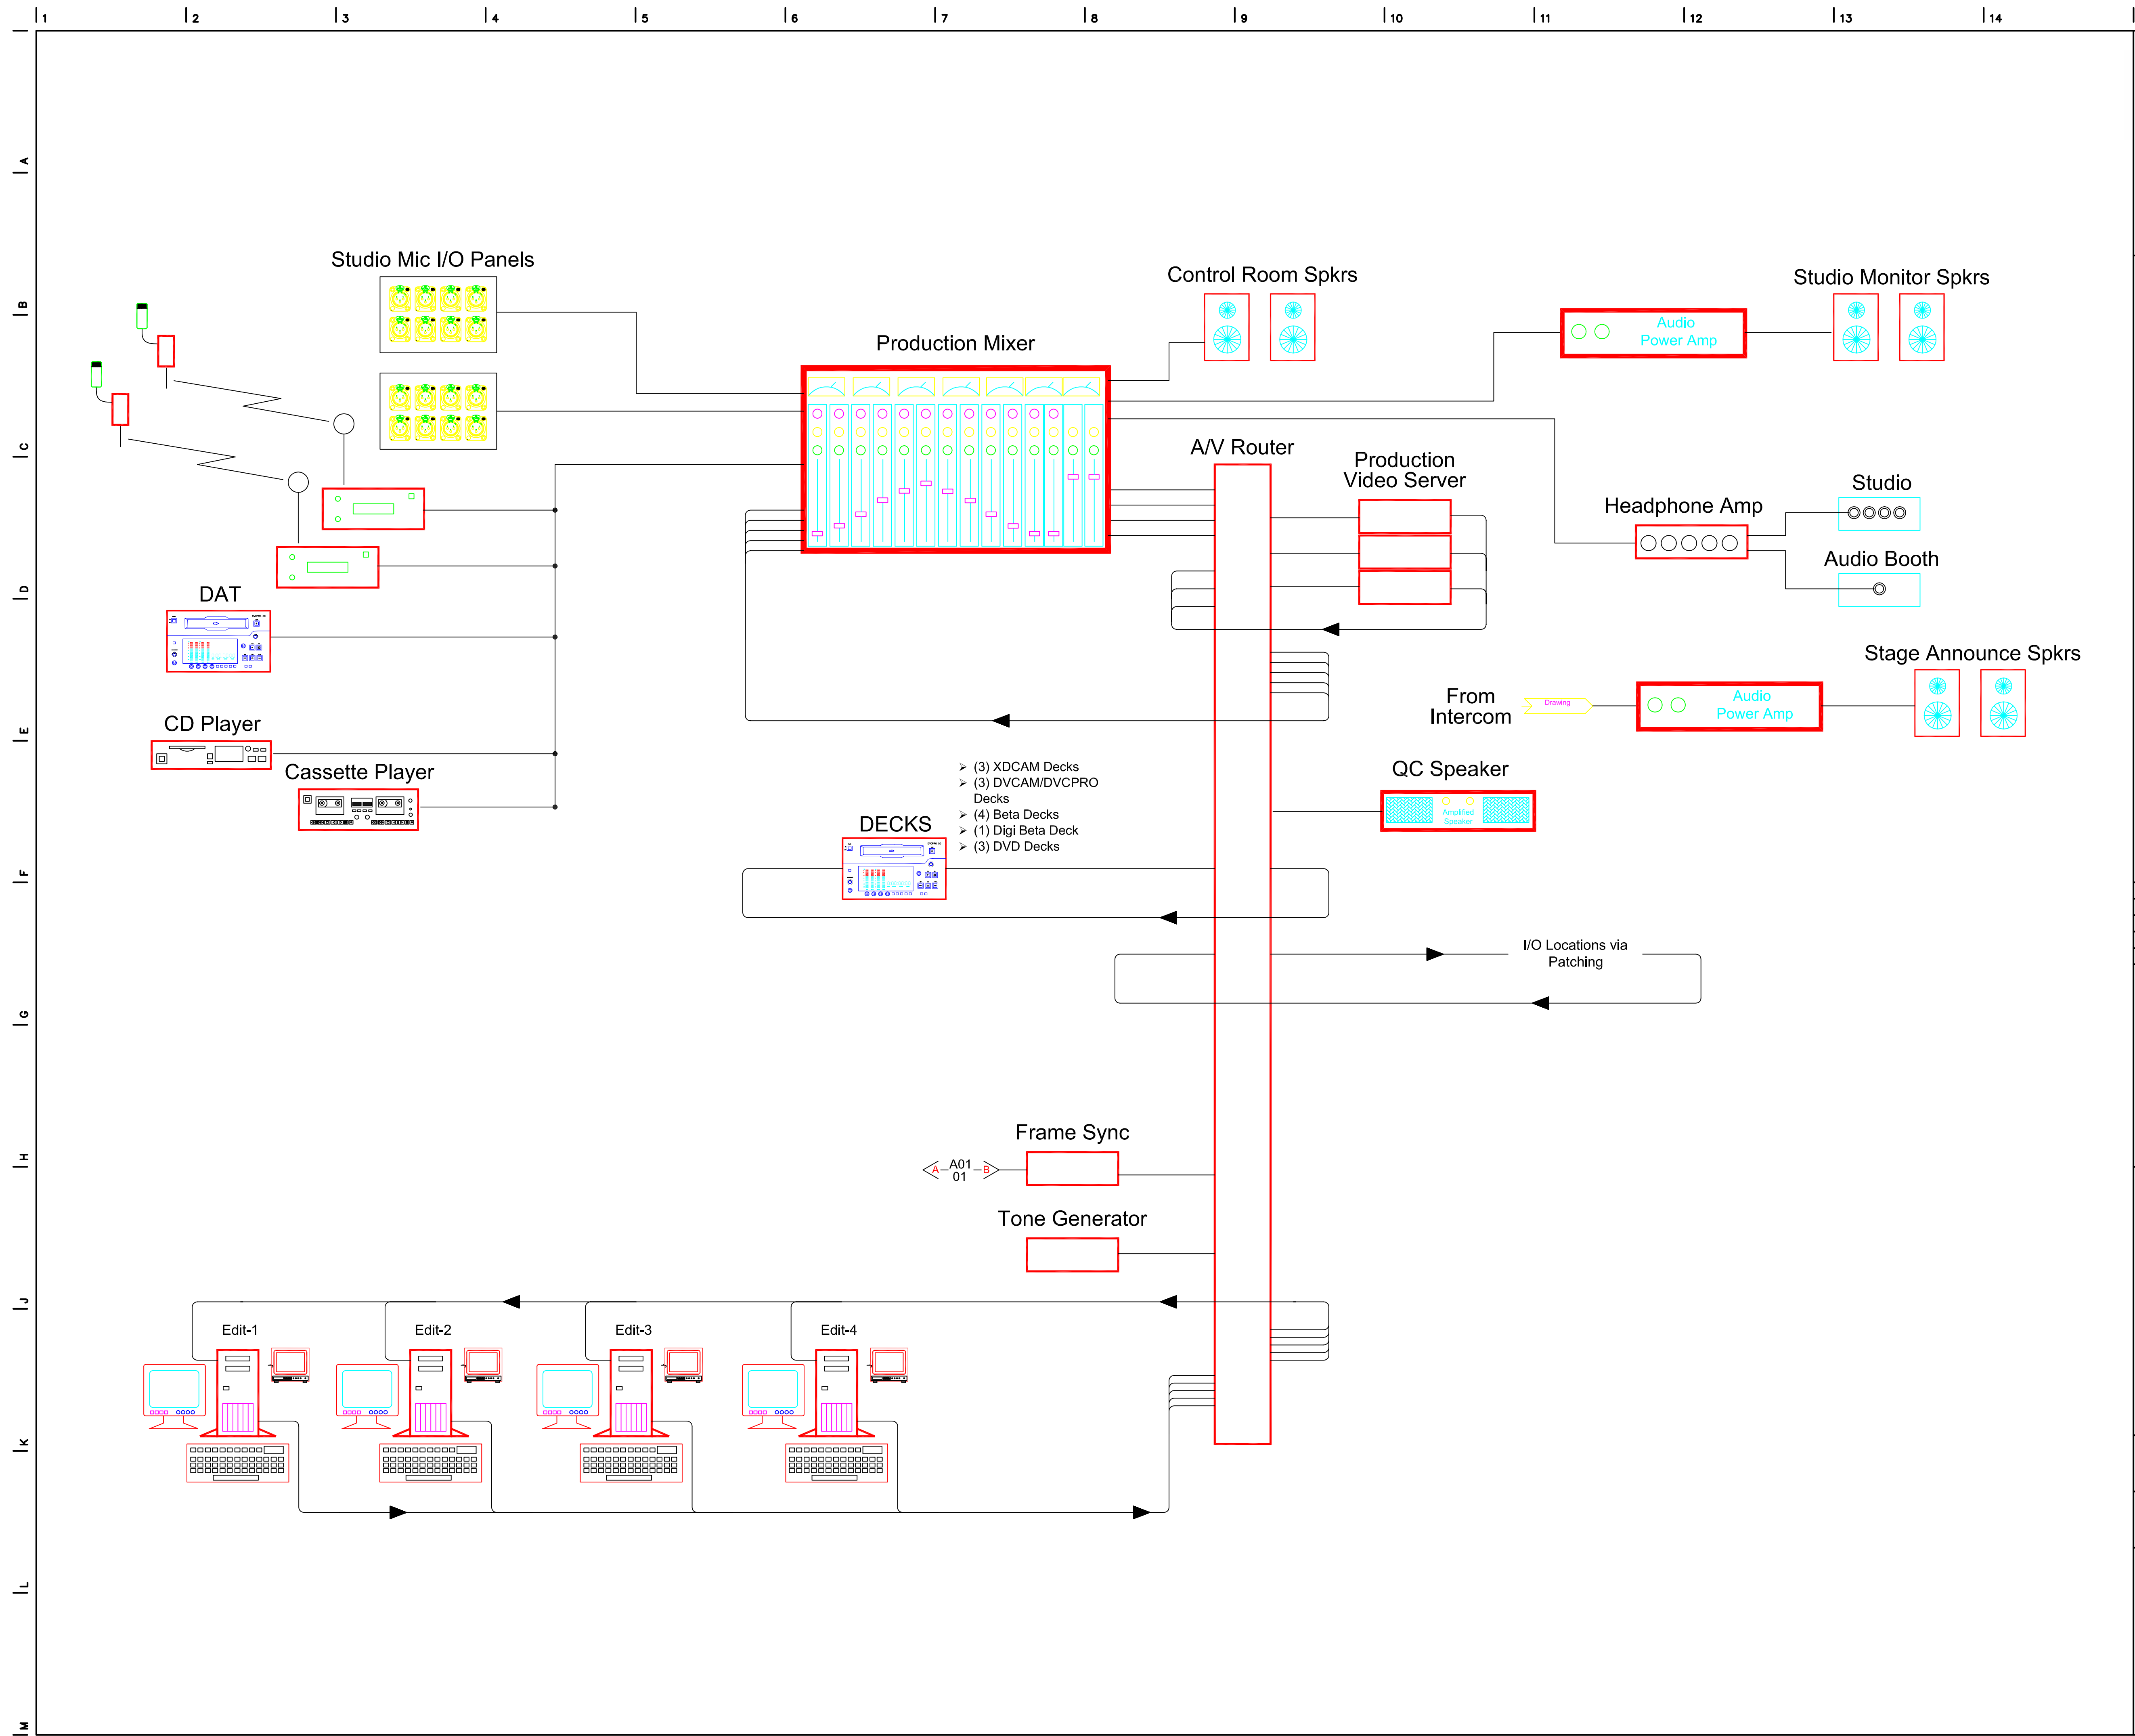 1 2 3 4 5 6 7 8 9 10 11 12 13 14
A
B
C
D
E
F
G
H
J
K
L
M
Studio Mic I/O Panels
Production Mixer
Control Room Spkrs
Studio Monitor Spkrs
Audio
Power Amp
A/V Router
Production
Video Server
Headphone Amp
Studio
Audio Booth
DAT
CD Player
Cassette Player
Stage Announce Spkrs
From
Intercom
Drawing
Audio
Power Amp
QC Speaker
Amplified
Speaker
DECKS
➢ (3) XDCAM Decks
➢ (3) DVCAM/DVCPRO
Decks
➢ (4) Beta Decks
➢ (1) Digi Beta Deck
➢ (3) DVD Decks
I/O Locations via
Patching
Frame Sync
A A01 B
01
Tone Generator
Edit-1
Edit-2
Edit-3
Edit-4